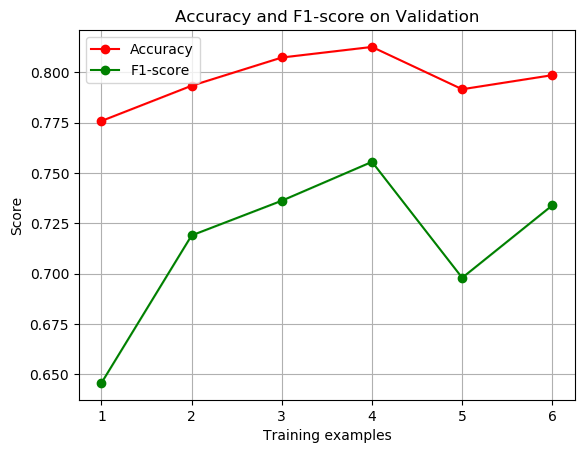 Accuracy and F1-score on Validation
Accuracy
F1-score
0.800
0.775
0.750
0.725
0.700
0.675
0.650
Score
1 2 3 4 5 6
Training examples